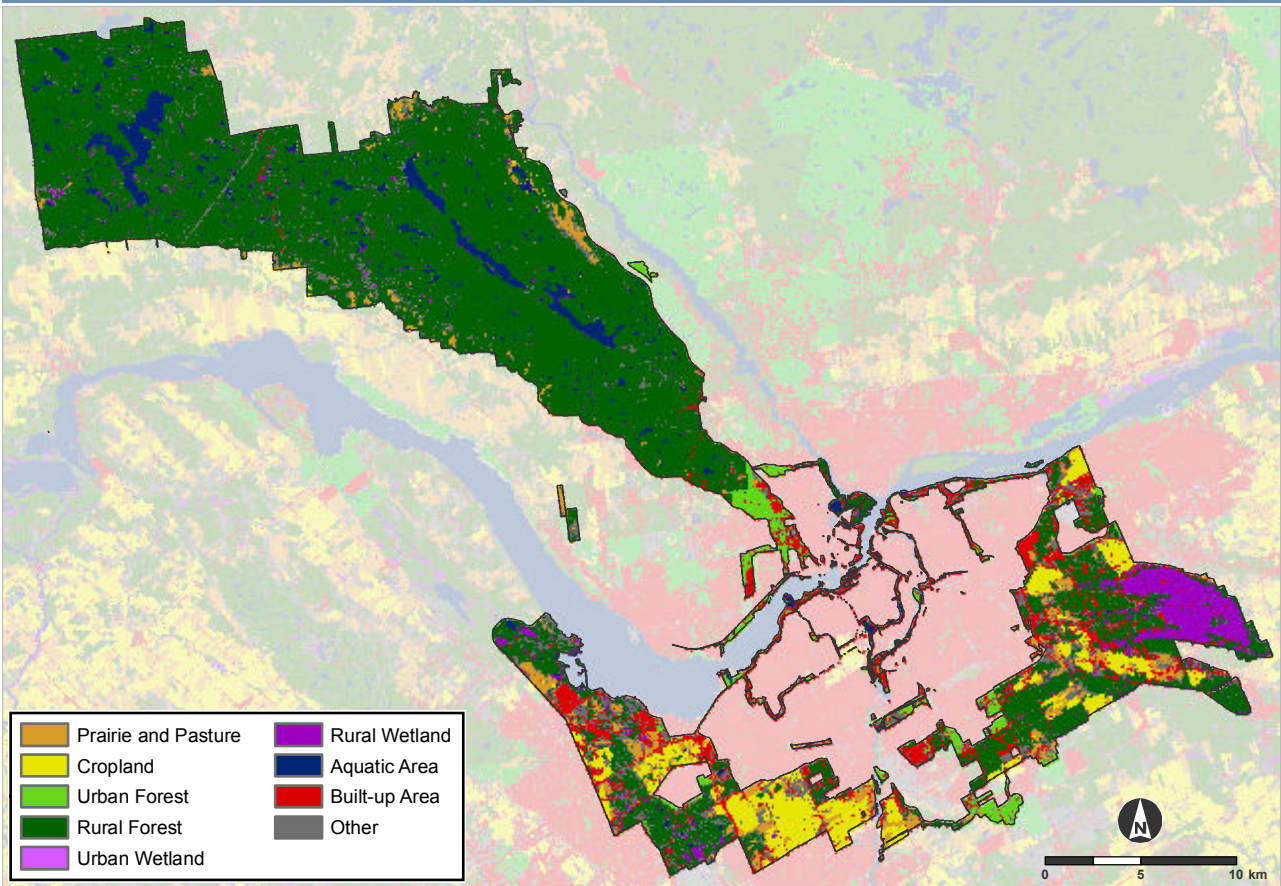 Prairie and Pasture
Cropland
Urban Forest
Rural Forest
Urban Wetland
Rural Wetland
Aquatic Area
Built-up Area
Other
N
0 5 10 km